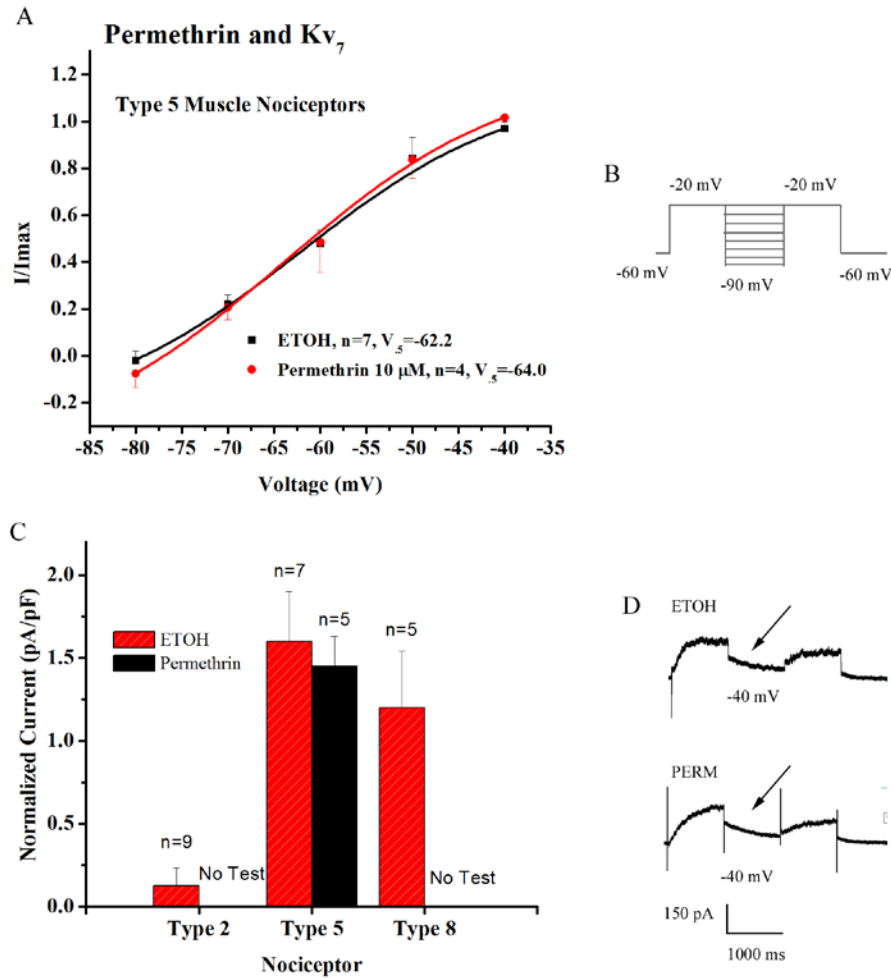 A
Permethrin and Kv7
Type 5 Muscle Nociceptors
1.2
1.0
0.8
0.6
0.4
0.2
0.0
-0.2
I/Imax
ETOH, n=7, V.5=-62.2
Permethrin 10 μM, n=4, V.5=-64.0
-85 -80 -75 -70 -65 -60 -55 -50 -45 -40 -35
Voltage (mV)
B
-20 mV -20 mV
-60 mV -90 mV -60 mV
C
2.0
1.5
1.0
0.5
0.0
Normalized Current (pA/pF)
ETOH
Permethrin
n=7
n=5
n=5
n=9
No Test
No Test
Type 2 Type 5 Type 8
Nociceptor
D
ETOH
-40 mV
PERM
-40 mV
150 pA
1000 ms